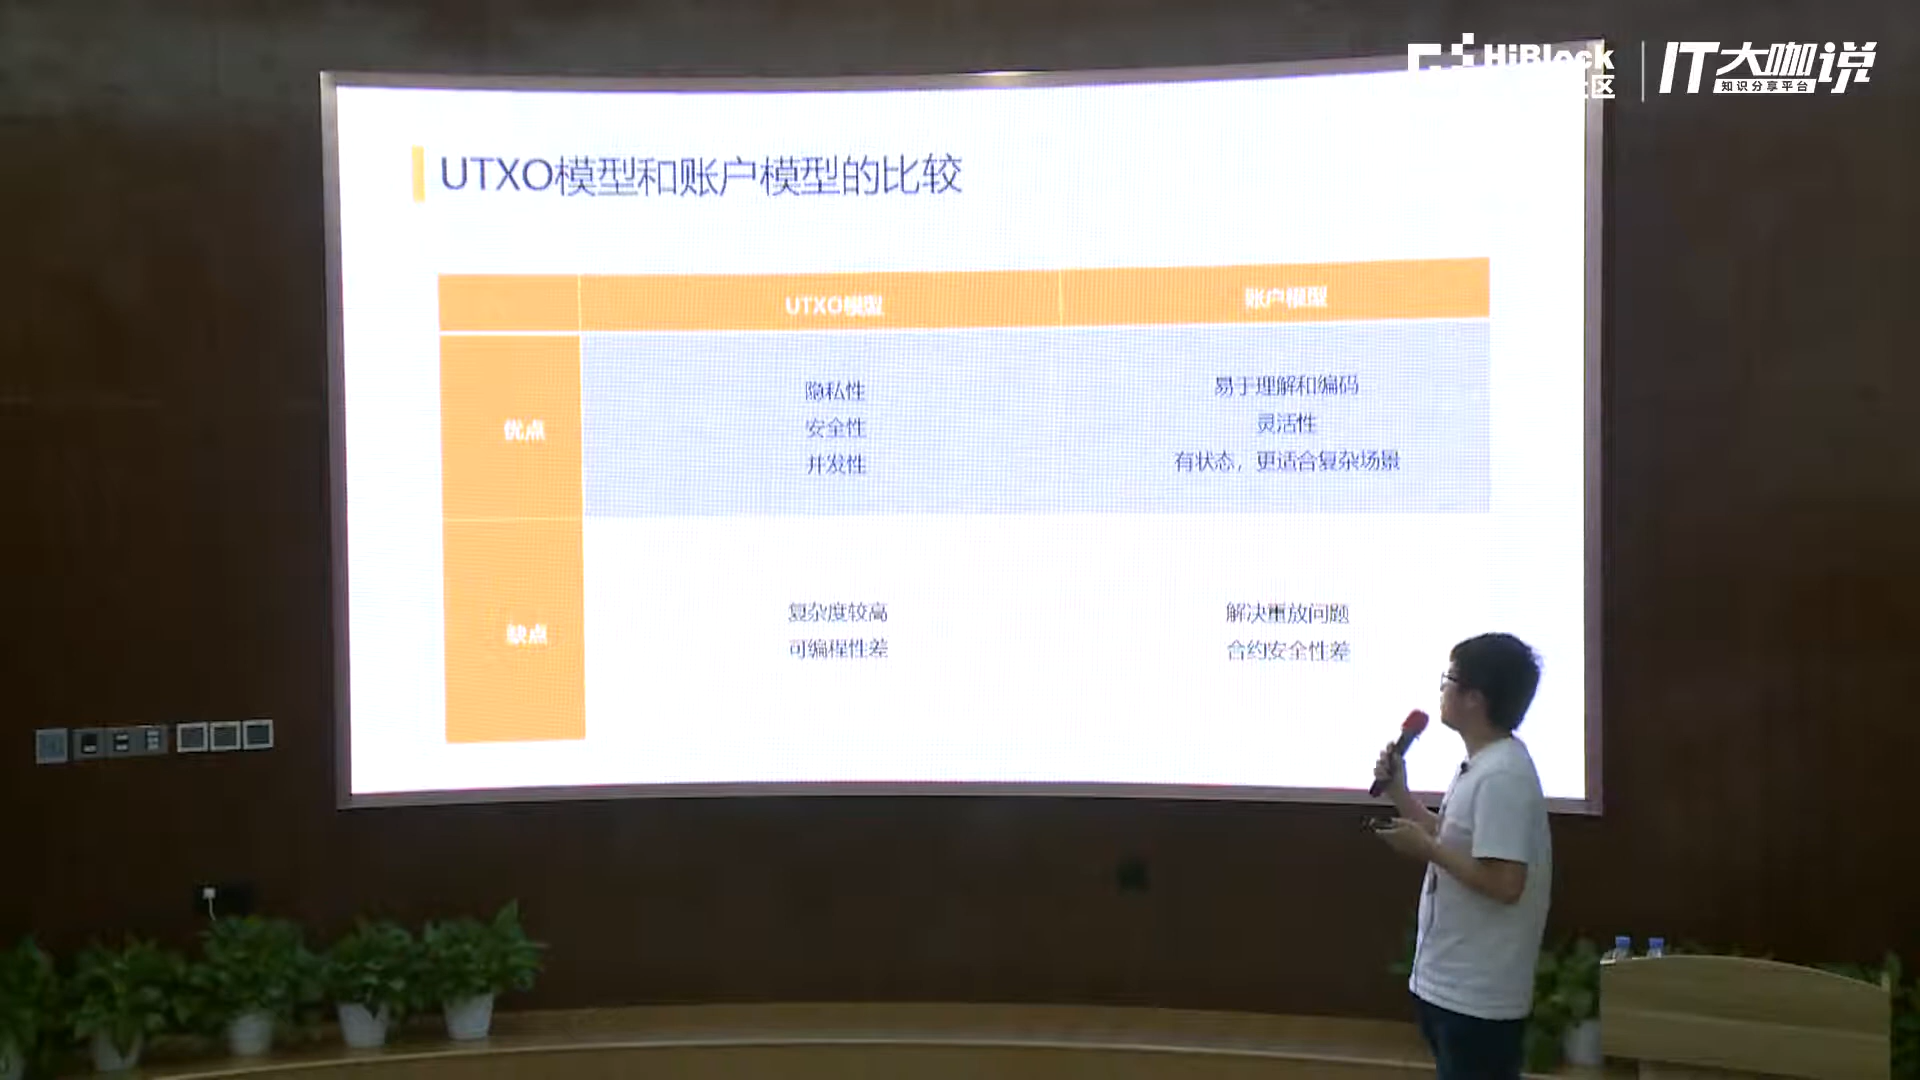 HiBlock
社区
IT大咖说
知识分享平台
UTXO模型和账户模型的比较
UTXO模型
账户模型
优点
隐私性
安全性
并发性
易于理解和编码
灵活性
有状态，更适合复杂场景
缺点
复杂度较高
可编程性差
解决重放问题
合约安全性差